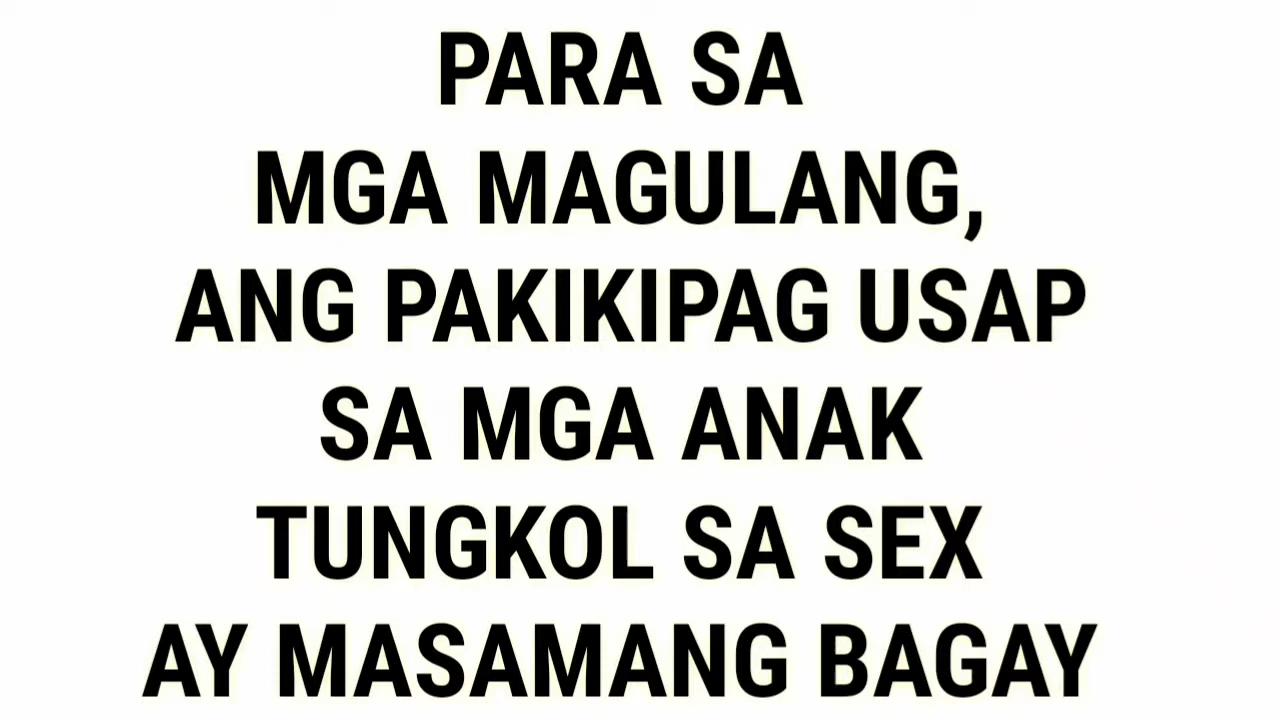 PARA SA
MGA MAGULANG,
ANG PAKIKIPAG USAP
SA MGA ANAK
TUNGKOL SA SEX
AY MASAMANG BAGAY